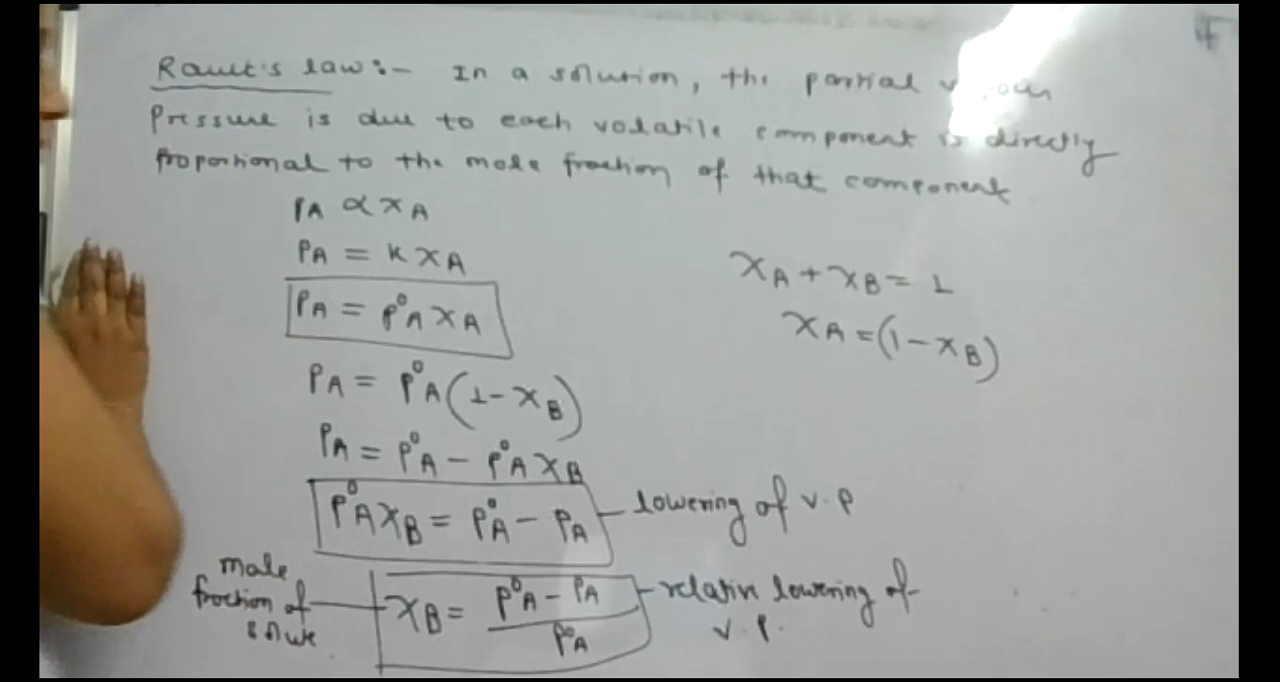 Rault's law:- In a solution, the partial
Pressure is due to each volatile component is directly
proportional to the mole fraction of that component
PA ∝ xA
PA = K xA
PA = P°A xA
xA + xB = 1
xA = (1 - xB)
PA = P°A (1 - xB)
PA = P°A - P°A xB
P°A xB = P°A - PA lowering of v.p
mole fraction of solute xB = (P°A - PA) / P°A relative lowering of v.p.